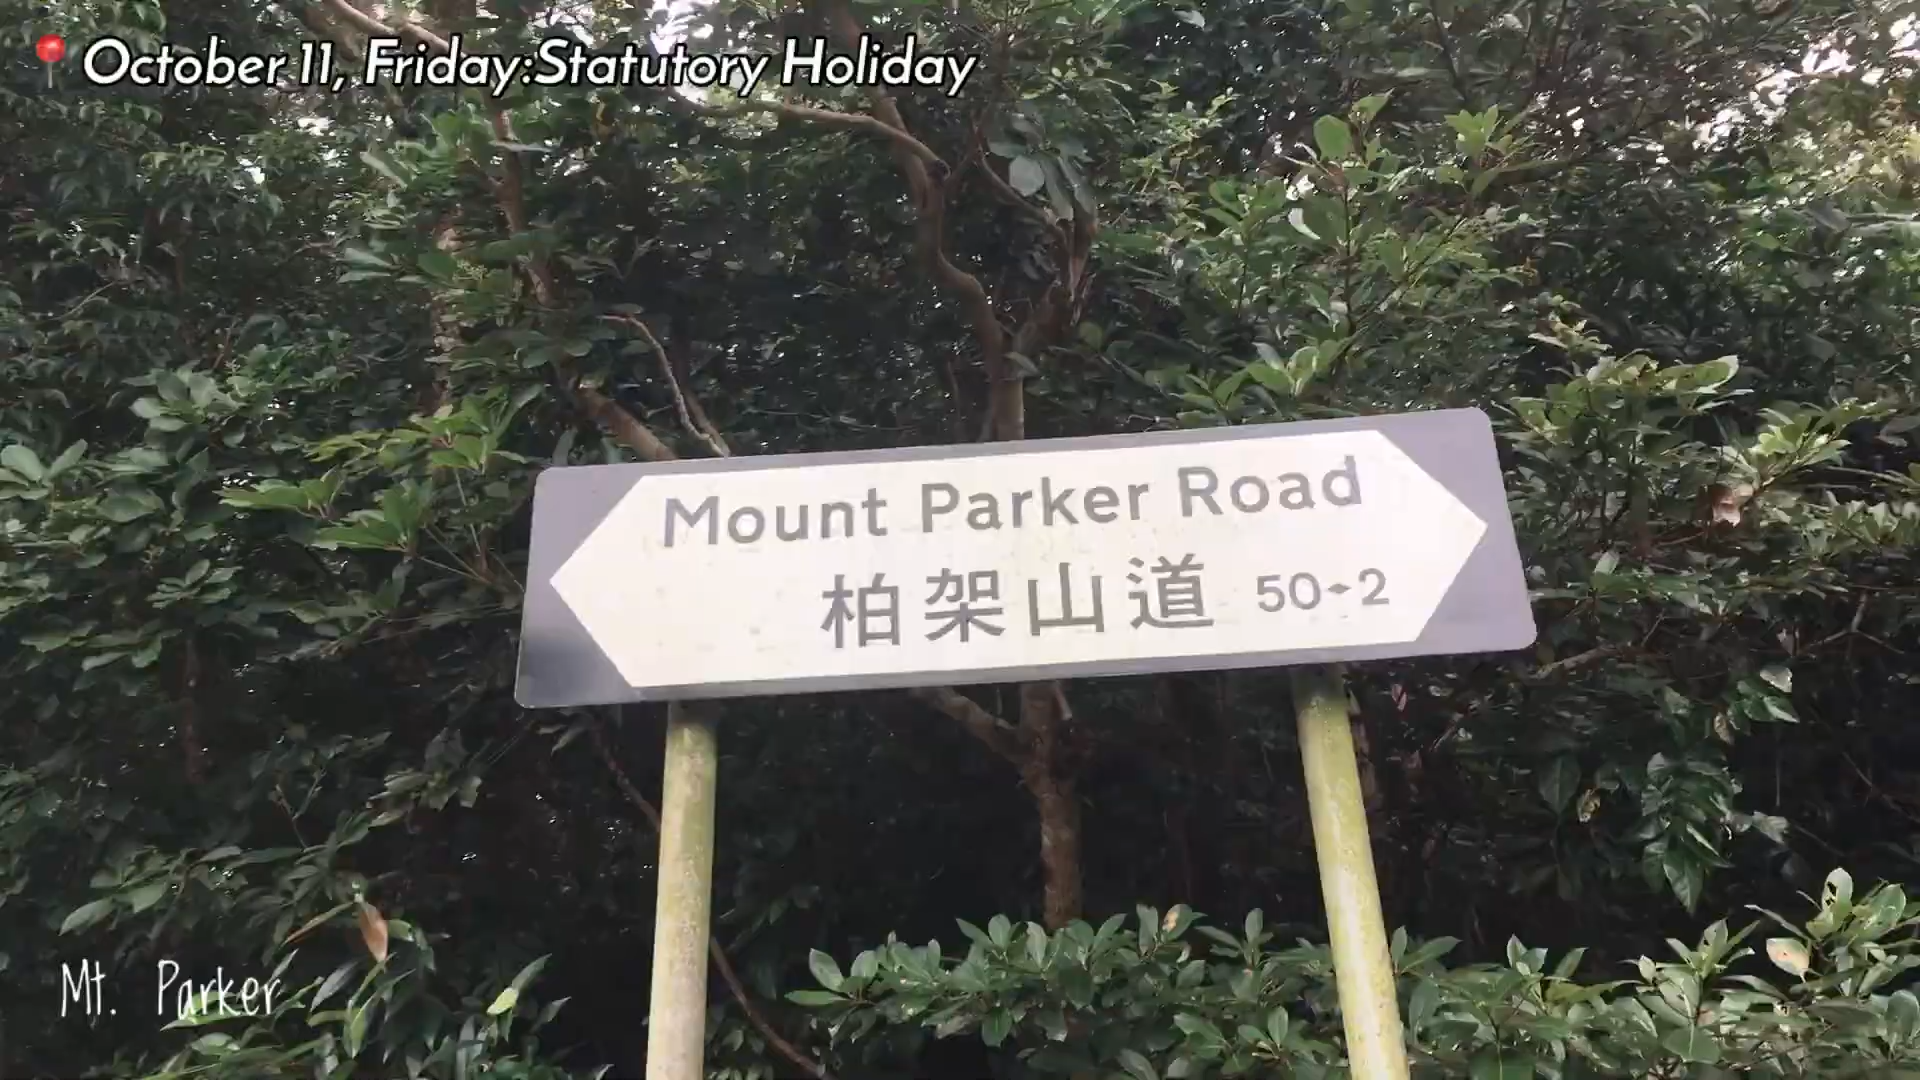 October 11, Friday:Statutory Holiday
Mount Parker Road
柏架山道 50-2
Mt. Parker